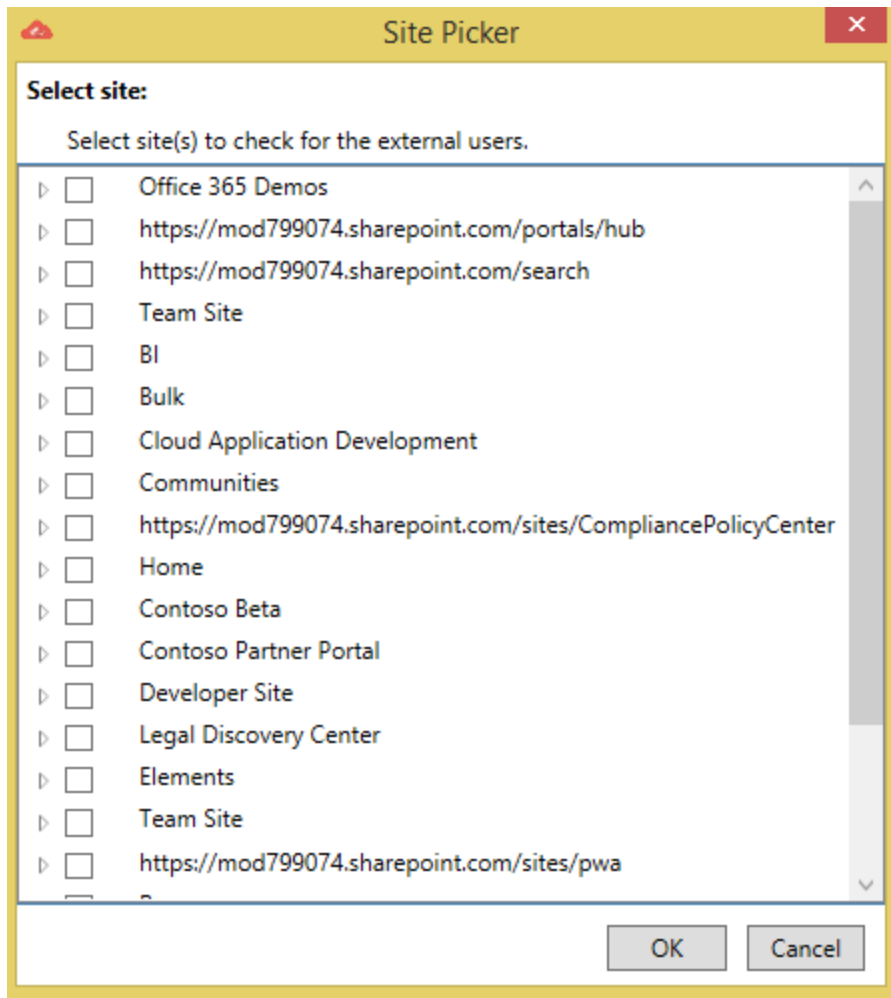 Site Picker
Select site:
Select site(s) to check for the external users.
Office 365 Demos
https://mod799074.sharepoint.com/portals/hub
https://mod799074.sharepoint.com/search
Team Site
BI
Bulk
Cloud Application Development
Communities
https://mod799074.sharepoint.com/sites/CompliancePolicyCenter
Home
Contoso Beta
Contoso Partner Portal
Developer Site
Legal Discovery Center
Elements
Team Site
https://mod799074.sharepoint.com/sites/pwa
OK Cancel